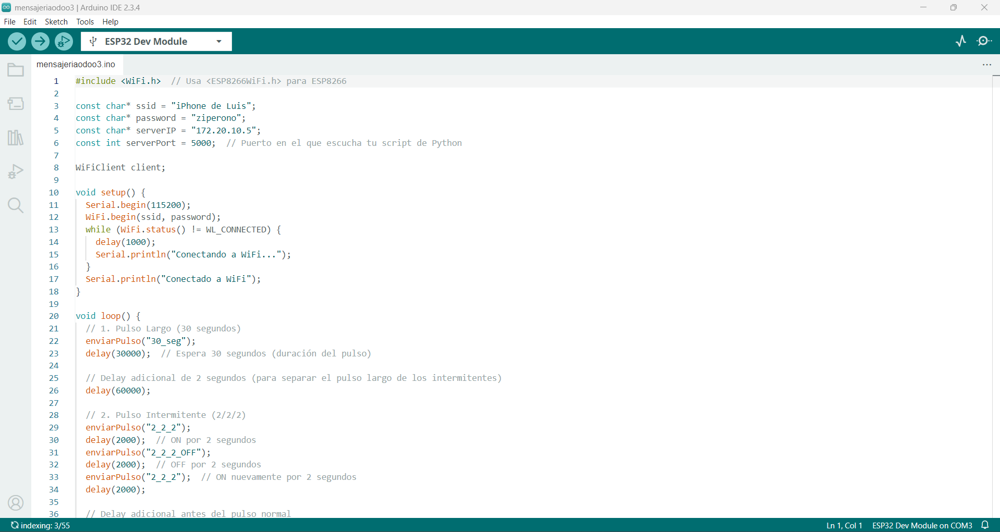 mensajeriaodoo3 | Arduino IDE 2.3.4
File Edit Sketch Tools Help
ESP32 Dev Module
mensajeriaodoo3.ino
1 #include <WiFi.h>  // Usa <ESP8266WiFi.h> para ESP8266
2
3 const char* ssid = "iPhone de Luis";
4 const char* password = "ziperono";
5 const char* serverIP = "172.20.10.5";
6 const int serverPort = 5000;  // Puerto en el que escucha tu script de Python
7
8 WiFiClient client;
9
10 void setup() {
11   Serial.begin(115200);
12   WiFi.begin(ssid, password);
13   while (WiFi.status() != WL_CONNECTED) {
14     delay(1000);
15     Serial.println("Conectando a WiFi...");
16   }
17   Serial.println("Conectado a WiFi");
18 }
19
20 void loop() {
21   // 1. Pulso Largo (30 segundos)
22   enviarPulso("30_seg");
23   delay(30000);  // Espera 30 segundos (duración del pulso)
24
25   // Delay adicional de 2 segundos (para separar el pulso largo de los intermitentes)
26   delay(60000);
27
28   // 2. Pulso Intermitente (2/2/2)
29   enviarPulso("2_2_2");
30   delay(2000);  // ON por 2 segundos
31   enviarPulso("2_2_2_OFF");
32   delay(2000);  // OFF por 2 segundos
33   enviarPulso("2_2_2");  // ON nuevamente por 2 segundos
34   delay(2000);
35
36   // Delay adicional antes del pulso normal
indexing: 3/55
Ln 1, Col 1 ESP32 Dev Module on COM3